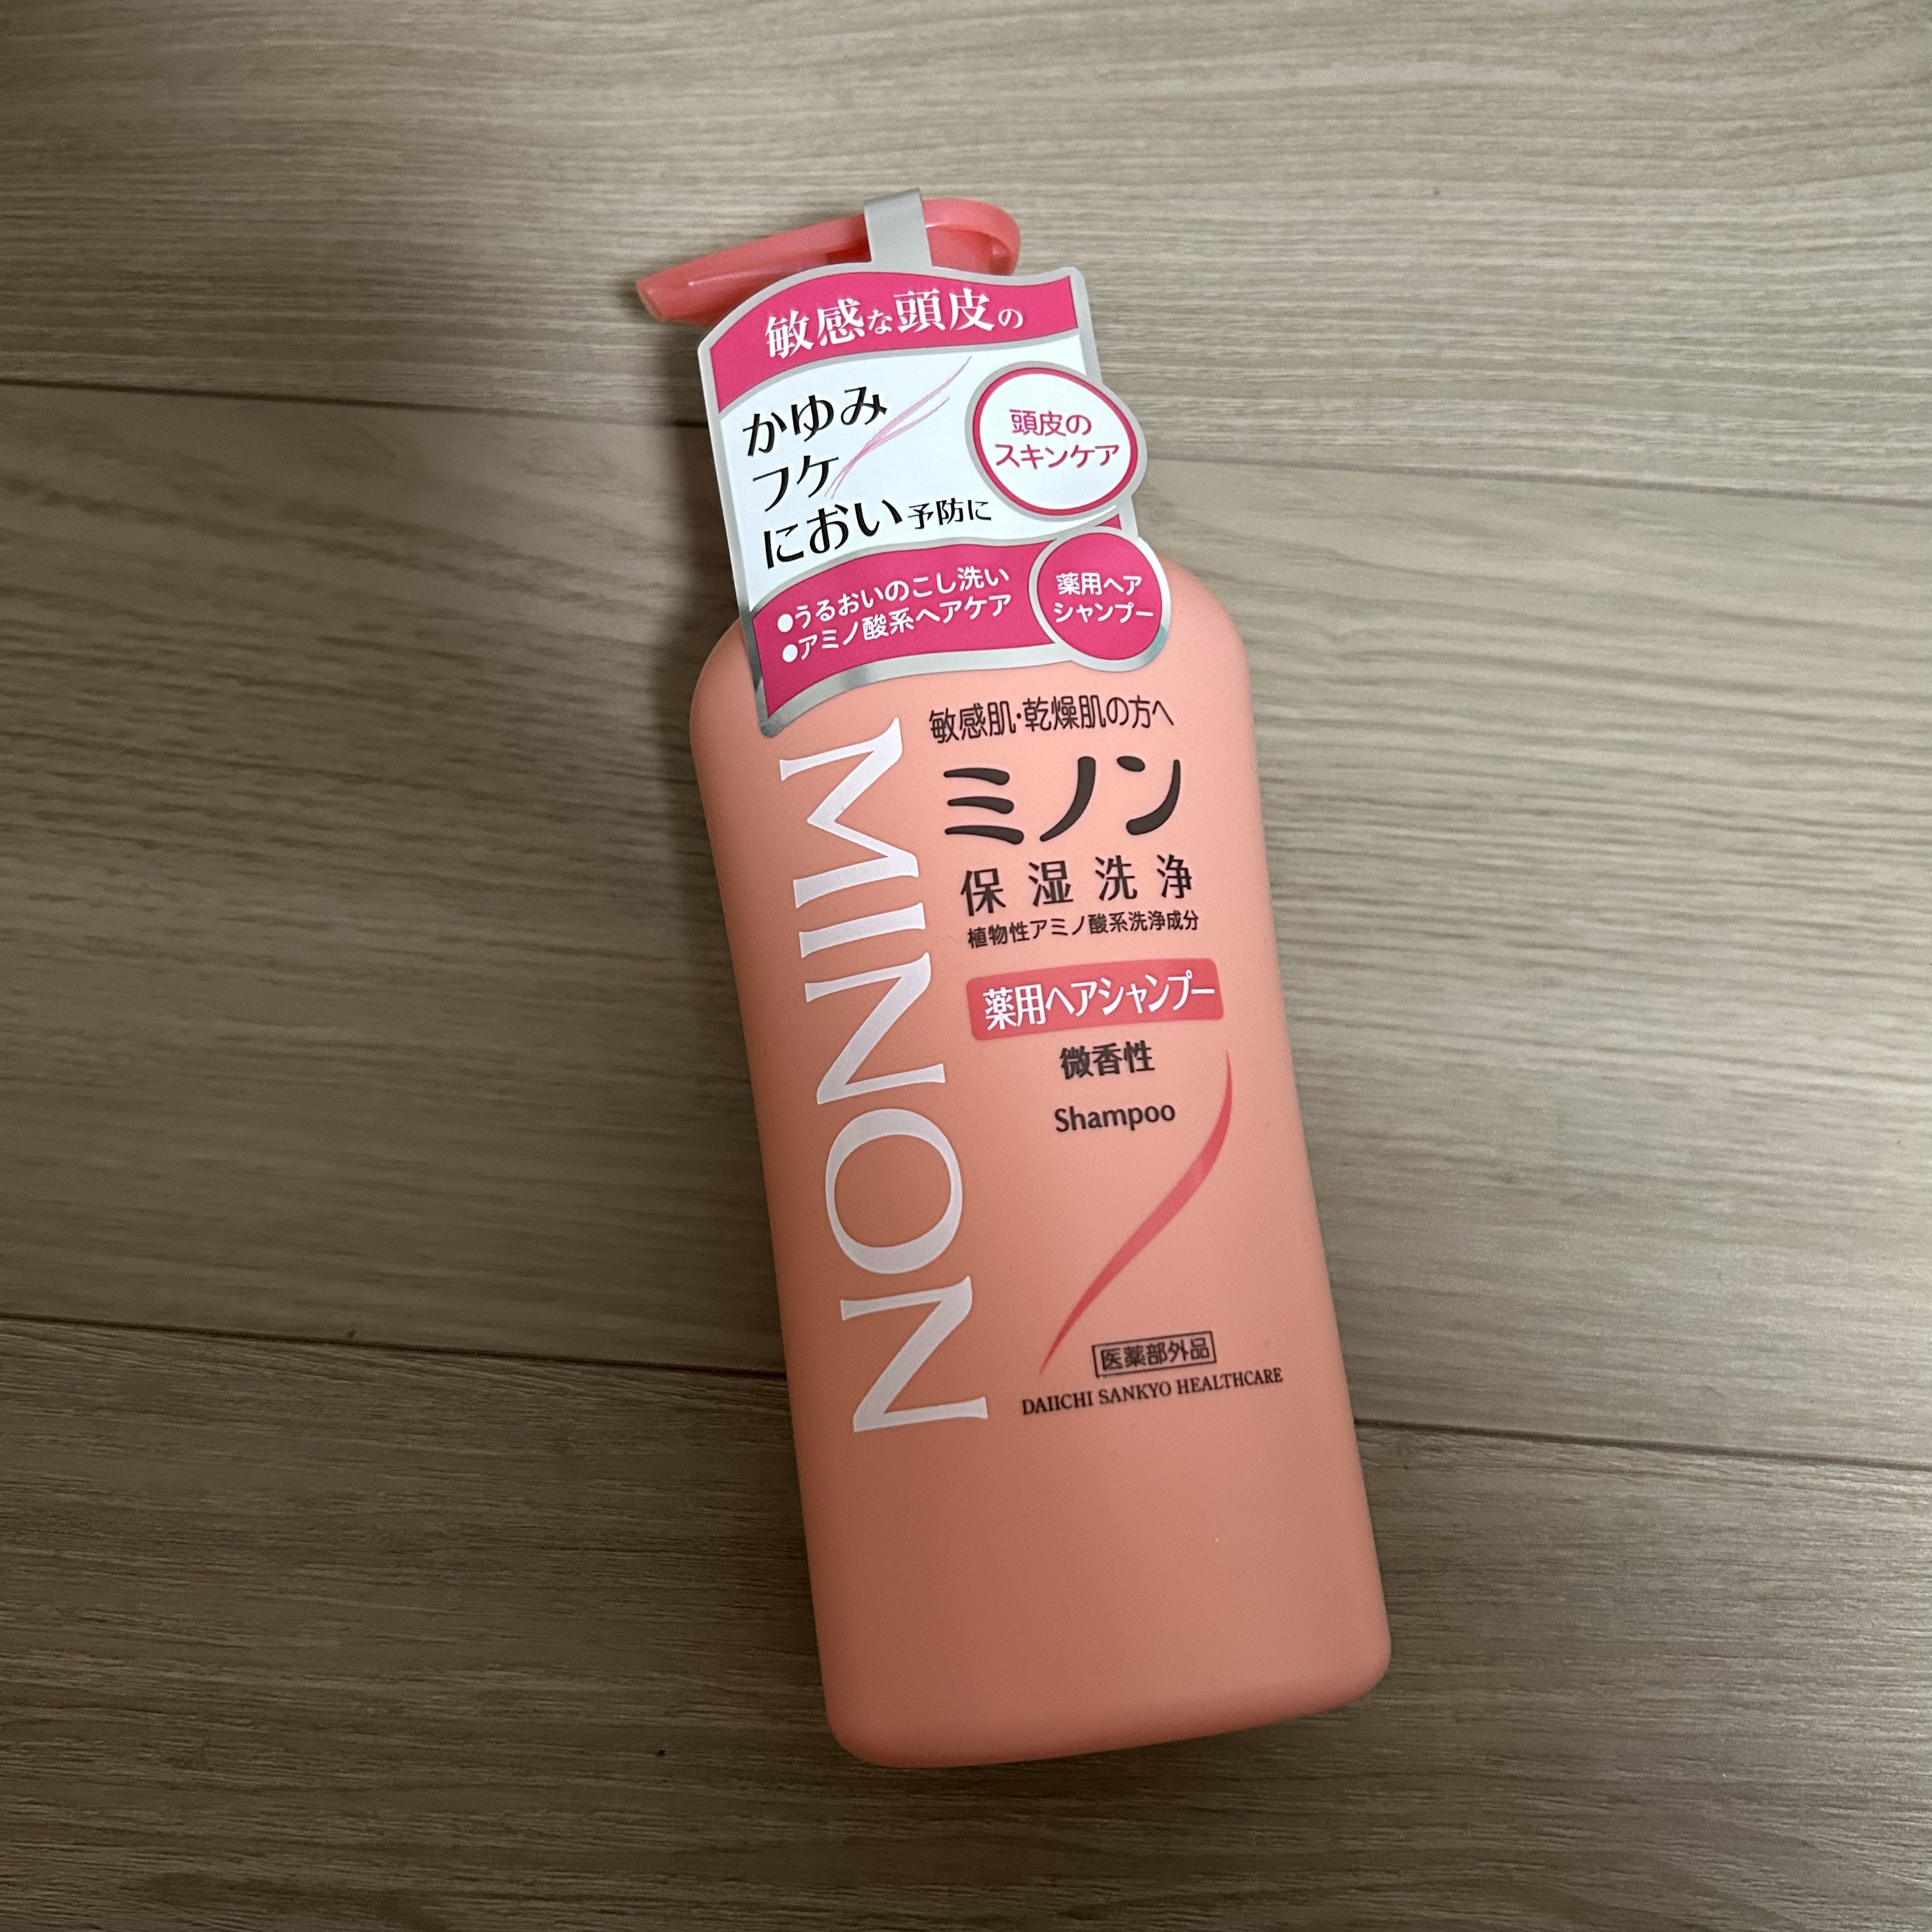 敏感な頭皮の
かゆみ
フケ
におい予防に
頭皮の
スキンケア
●うるおいのこし洗い
●アミノ酸系ヘアケア
薬用ヘア
シャンプー
MINON
敏感肌・乾燥肌の方へ
ミノン
保湿洗浄
植物性アミノ酸系洗浄成分
薬用ヘアシャンプー
微香性
Shampoo
医薬部外品
DAIICHI SANKYO HEALTHCARE